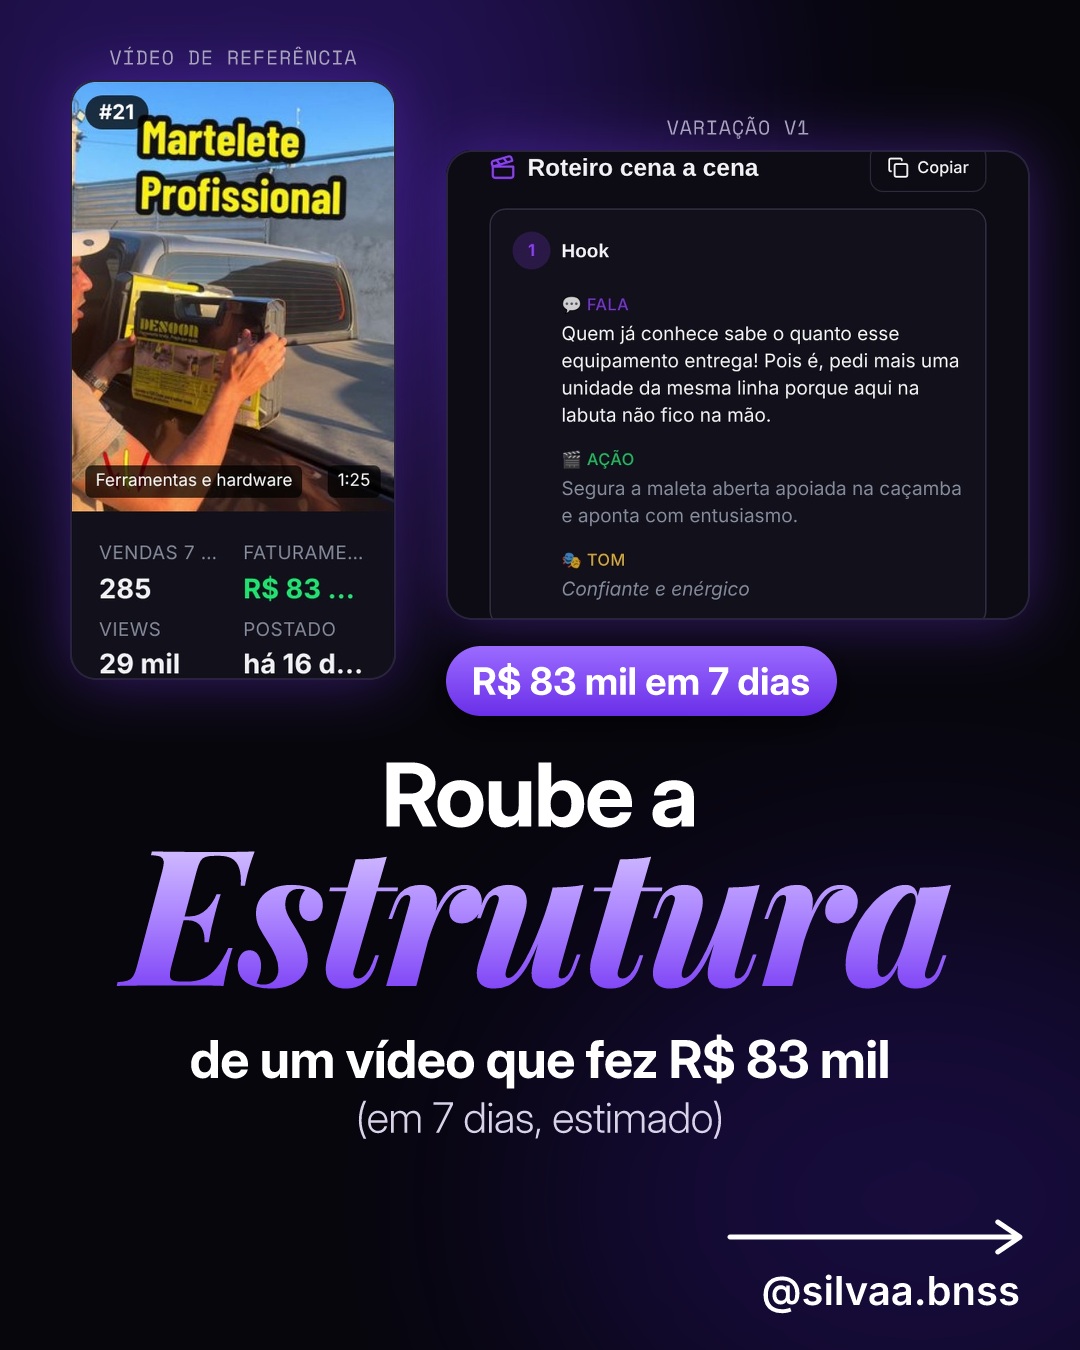 VÍDEO DE REFERÊNCIA
#21
Martelete
Profissional
DENOOR
Ferramentas e hardware
1:25
VENDAS 7 ...
FATURAME...
285
R$ 83 ...
VIEWS
POSTADO
29 mil
há 16 d...
VARIAÇÃO V1
Roteiro cena a cena
Copiar
1
Hook
FALA
Quem já conhece sabe o quanto esse
equipamento entrega! Pois é, pedi mais uma
unidade da mesma linha porque aqui na
labuta não fico na mão.
AÇÃO
Segura a maleta aberta apoiada na caçamba
e aponta com entusiasmo.
TOM
Confiante e enérgico
R$ 83 mil em 7 dias
Roube a
Estrutura
de um vídeo que fez R$ 83 mil
(em 7 dias, estimado)
@silvaa.bnss